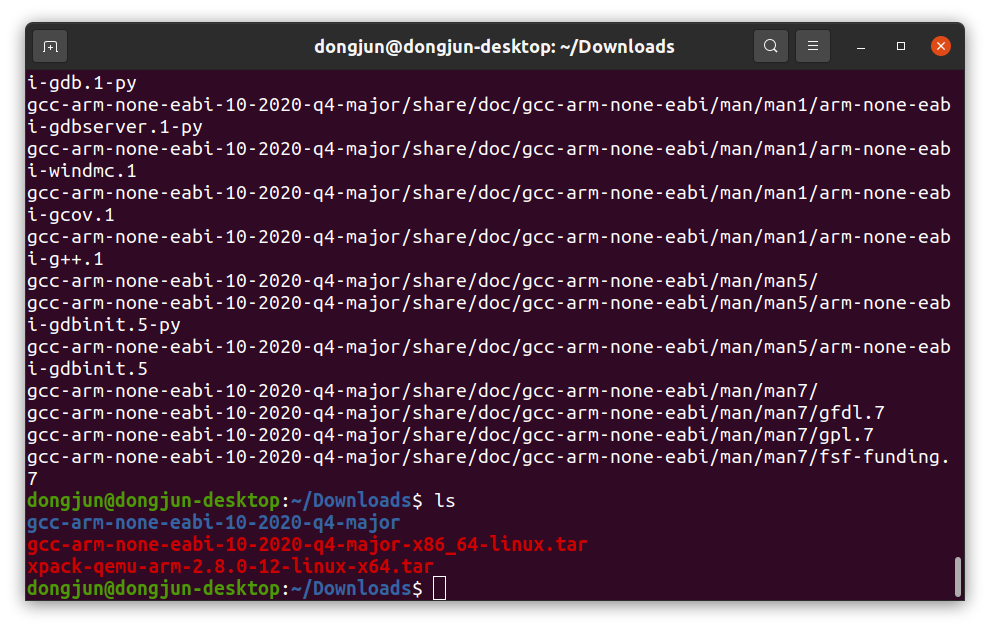 dongjun@dongjun-desktop: ~/Downloads
i-gdb.1-py
gcc-arm-none-eabi-10-2020-q4-major/share/doc/gcc-arm-none-eabi/man/man1/arm-none-eab
i-gdbserver.1-py
gcc-arm-none-eabi-10-2020-q4-major/share/doc/gcc-arm-none-eabi/man/man1/arm-none-eab
i-windmc.1
gcc-arm-none-eabi-10-2020-q4-major/share/doc/gcc-arm-none-eabi/man/man1/arm-none-eab
i-gcov.1
gcc-arm-none-eabi-10-2020-q4-major/share/doc/gcc-arm-none-eabi/man/man1/arm-none-eab
i-g++.1
gcc-arm-none-eabi-10-2020-q4-major/share/doc/gcc-arm-none-eabi/man/man5/
gcc-arm-none-eabi-10-2020-q4-major/share/doc/gcc-arm-none-eabi/man/man5/arm-none-eab
i-gdbinit.5-py
gcc-arm-none-eabi-10-2020-q4-major/share/doc/gcc-arm-none-eabi/man/man5/arm-none-eab
i-gdbinit.5
gcc-arm-none-eabi-10-2020-q4-major/share/doc/gcc-arm-none-eabi/man/man7/
gcc-arm-none-eabi-10-2020-q4-major/share/doc/gcc-arm-none-eabi/man/man7/gfdl.7
gcc-arm-none-eabi-10-2020-q4-major/share/doc/gcc-arm-none-eabi/man/man7/gpl.7
gcc-arm-none-eabi-10-2020-q4-major/share/doc/gcc-arm-none-eabi/man/man7/fsf-funding.
7
dongjun@dongjun-desktop:~/Downloads$ ls
gcc-arm-none-eabi-10-2020-q4-major
gcc-arm-none-eabi-10-2020-q4-major-x86_64-linux.tar
xpack-qemu-arm-2.8.0-12-linux-x64.tar
dongjun@dongjun-desktop:~/Downloads$